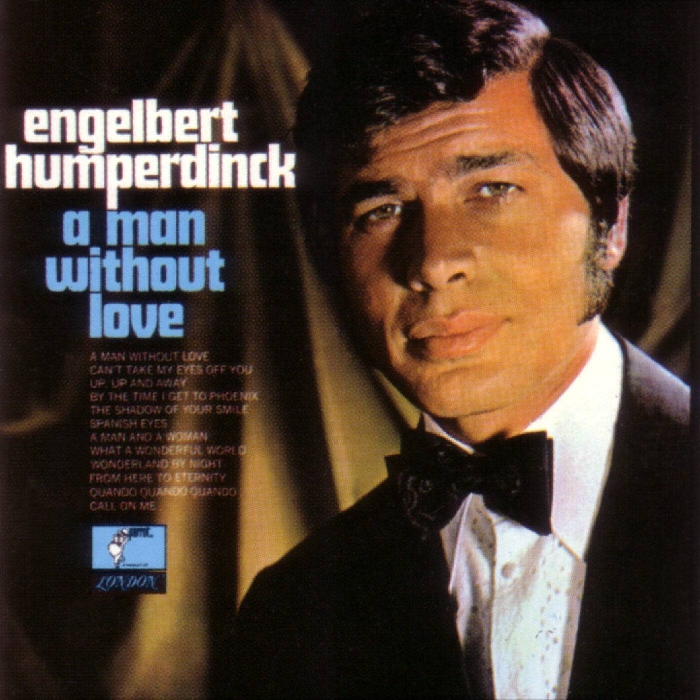 engelbert
humperdinck
a man
without
love
A MAN WITHOUT LOVE
CAN'T TAKE MY EYES OFF YOU
UP, UP AND AWAY
BY THE TIME I GET TO PHOENIX
THE SHADOW OF YOUR SMILE
SPANISH EYES
A MAN AND A WOMAN
WHAT A WONDERFUL WORLD
WONDERLAND BY NIGHT
FROM HERE TO ETERNITY
QUANDO QUANDO QUANDO
CALL ON ME
LONDON